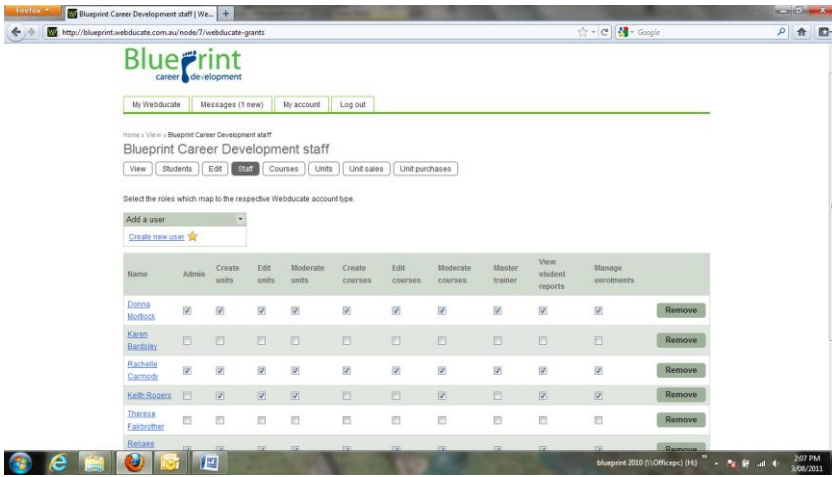 Firefox
Blueprint Career Development staff | We...
http://blueprint.webducate.com.au/node/7/webducate-grants
Google
Blueprint
career development
My Webducate Messages (1 new) My account Log out
Home » View » Blueprint Career Development staff
Blueprint Career Development staff
View Students Edit Staff Courses Units Unit sales Unit purchases
Select the roles which map to the respective Webducate account type.
Add a user
Create new user
Name Admin Create units Edit units Moderate units Create courses Edit courses Moderate courses Master trainer View student reports Manage enrolments
Donna Mortlock Remove
Karen Bardsley Remove
Rachelle Carmody Remove
Keith Rogers Remove
Therese Fairbrother Remove
Renaee Remove
blueprint 2010 (\\Officepc) (H:)
2:07 PM
3/08/2011